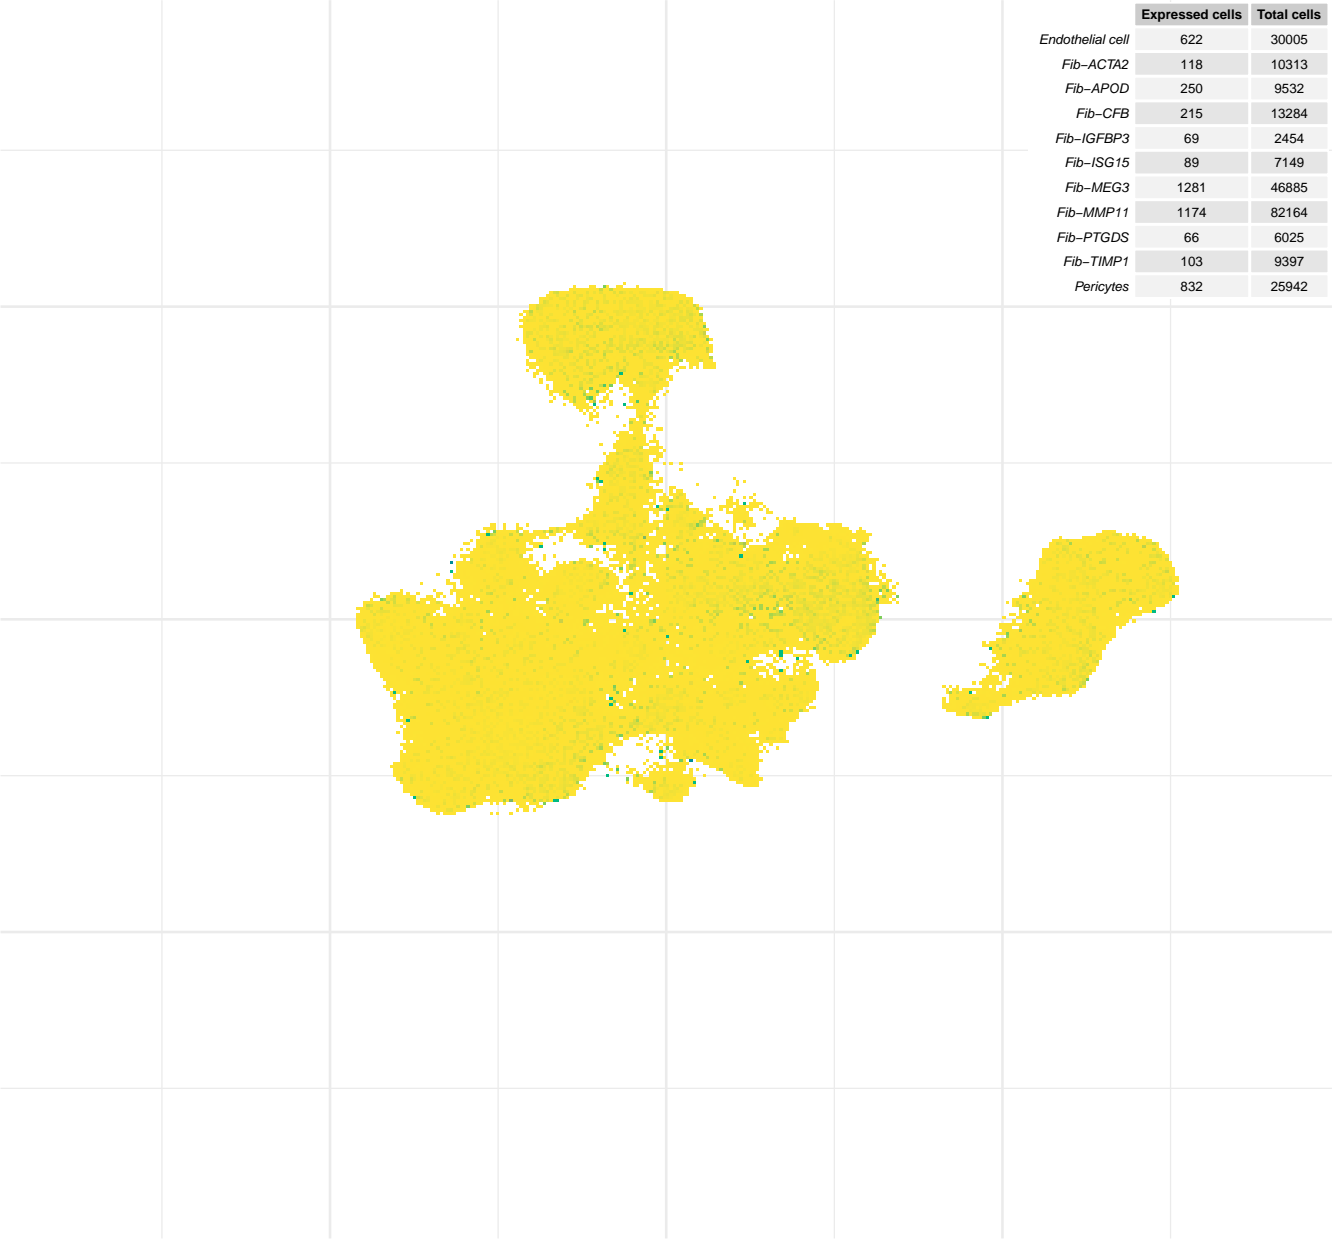 Expressed cells Total cells
Endothelial cell 622 30005
Fib−ACTA2 118 10313
Fib−APOD 250 9532
Fib−CFB 215 13284
Fib−IGFBP3 69 2454
Fib−ISG15 89 7149
Fib−MEG3 1281 46885
Fib−MMP11 1174 82164
Fib−PTGDS 66 6025
Fib−TIMP1 103 9397
Pericytes 832 25942